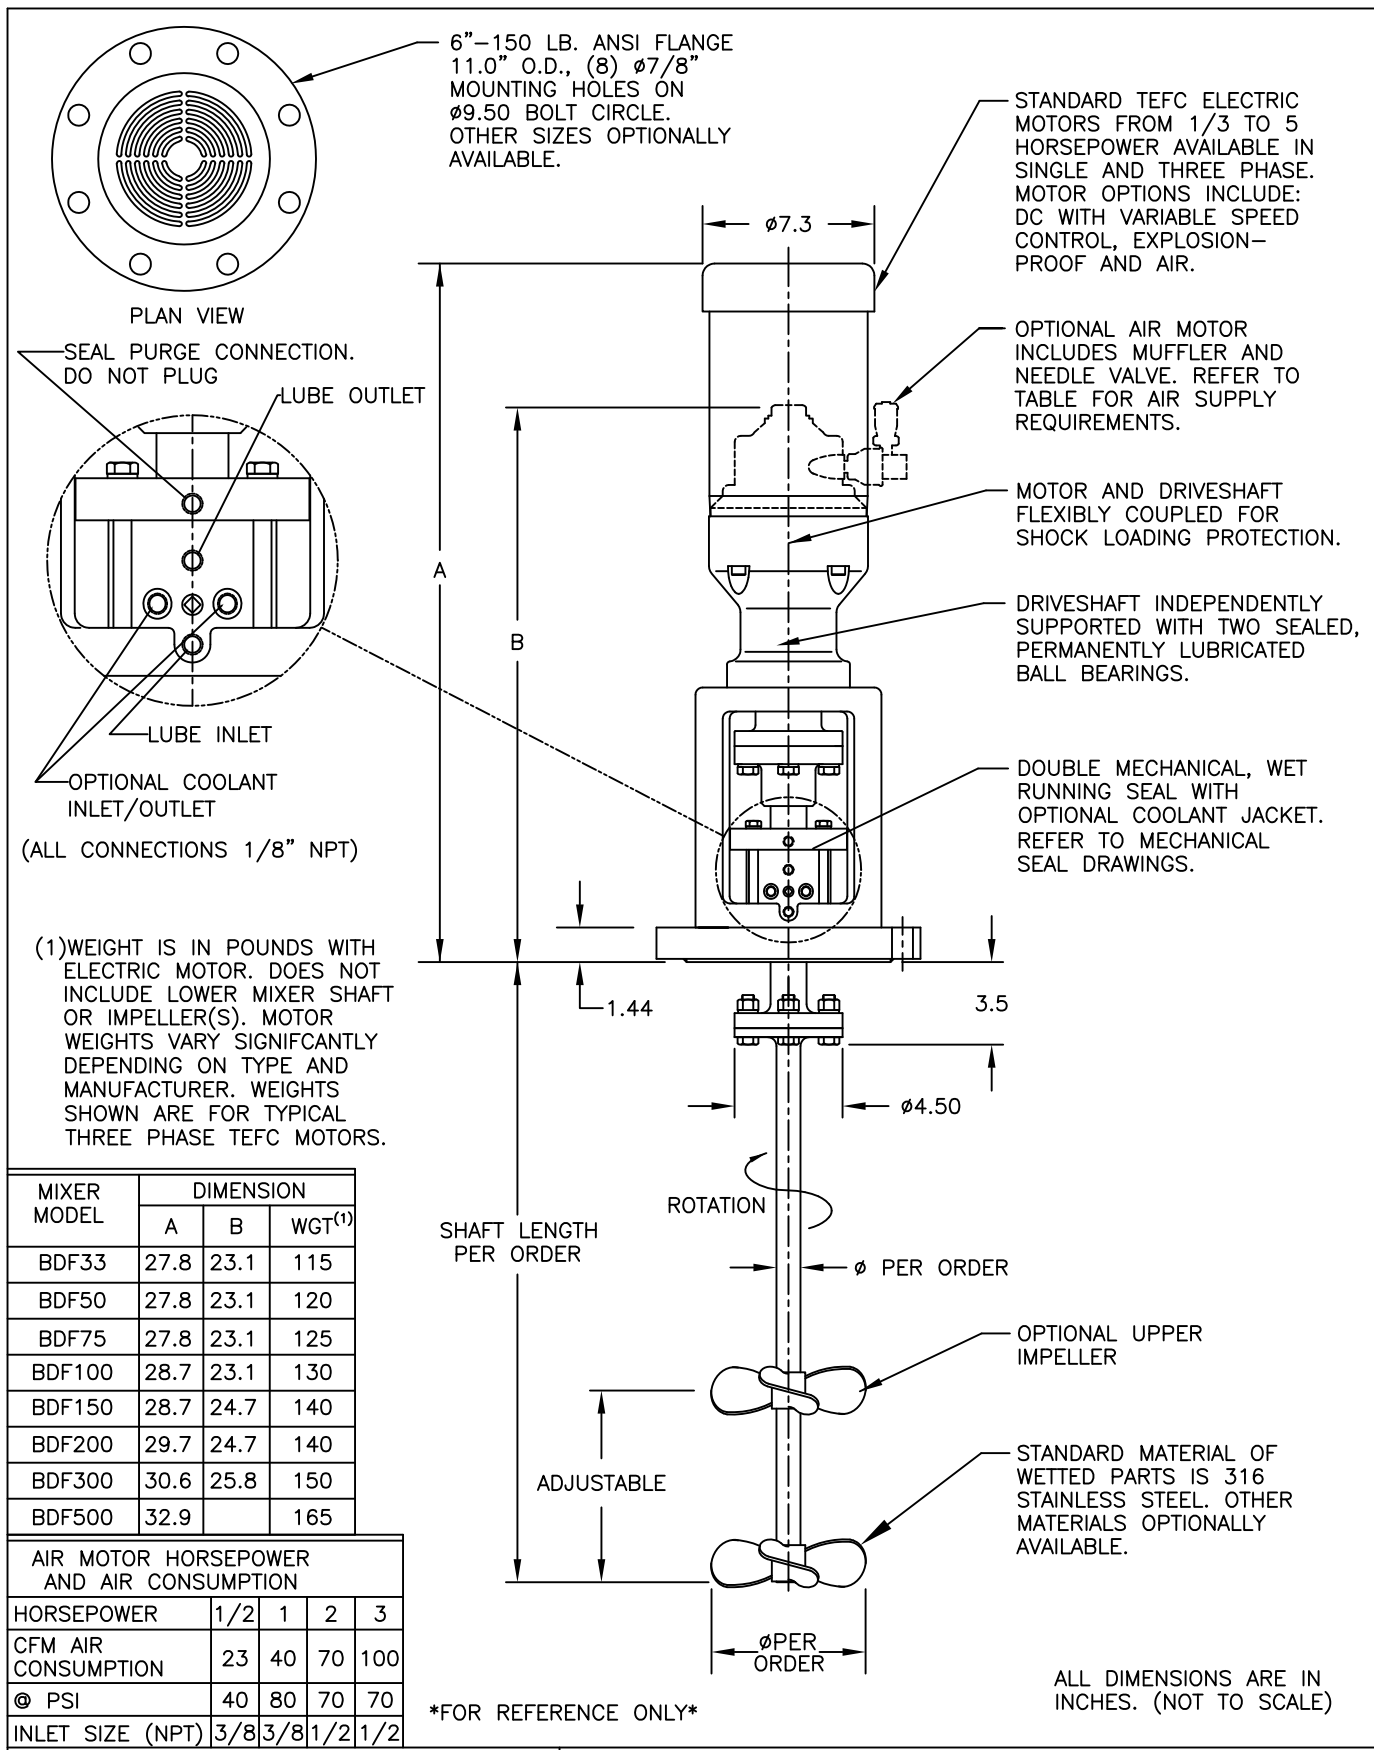 6”–150 LB. ANSI FLANGE
11.0” O.D., (8) ø7/8”
MOUNTING HOLES ON
ø9.50 BOLT CIRCLE.
OTHER SIZES OPTIONALLY
AVAILABLE.
PLAN VIEW
STANDARD TEFC ELECTRIC
MOTORS FROM 1/3 TO 5
HORSEPOWER AVAILABLE IN
SINGLE AND THREE PHASE.
MOTOR OPTIONS INCLUDE:
DC WITH VARIABLE SPEED
CONTROL, EXPLOSION–
PROOF AND AIR.
ø7.3
SEAL PURGE CONNECTION.
DO NOT PLUG
LUBE OUTLET
LUBE INLET
OPTIONAL COOLANT
INLET/OUTLET
(ALL CONNECTIONS 1/8” NPT)
OPTIONAL AIR MOTOR
INCLUDES MUFFLER AND
NEEDLE VALVE. REFER TO
TABLE FOR AIR SUPPLY
REQUIREMENTS.
MOTOR AND DRIVESHAFT
FLEXIBLY COUPLED FOR
SHOCK LOADING PROTECTION.
A
B
DRIVESHAFT INDEPENDENTLY
SUPPORTED WITH TWO SEALED,
PERMANENTLY LUBRICATED
BALL BEARINGS.
DOUBLE MECHANICAL, WET
RUNNING SEAL WITH
OPTIONAL COOLANT JACKET.
REFER TO MECHANICAL
SEAL DRAWINGS.
(1)WEIGHT IS IN POUNDS WITH
ELECTRIC MOTOR. DOES NOT
INCLUDE LOWER MIXER SHAFT
OR IMPELLER(S). MOTOR
WEIGHTS VARY SIGNIFCANTLY
DEPENDING ON TYPE AND
MANUFACTURER. WEIGHTS
SHOWN ARE FOR TYPICAL
THREE PHASE TEFC MOTORS.
1.44
3.5
ø4.50
ROTATION
SHAFT LENGTH
PER ORDER
ø PER ORDER
OPTIONAL UPPER
IMPELLER
ADJUSTABLE
STANDARD MATERIAL OF
WETTED PARTS IS 316
STAINLESS STEEL. OTHER
MATERIALS OPTIONALLY
AVAILABLE.
øPER
ORDER
MIXER MODEL DIMENSION
A B WGT(1)
BDF33 27.8 23.1 115
BDF50 27.8 23.1 120
BDF75 27.8 23.1 125
BDF100 28.7 23.1 130
BDF150 28.7 24.7 140
BDF200 29.7 24.7 140
BDF300 30.6 25.8 150
BDF500 32.9 165
AIR MOTOR HORSEPOWER
AND AIR CONSUMPTION
HORSEPOWER 1/2 1 2 3
CFM AIR
CONSUMPTION 23 40 70 100
@ PSI 40 80 70 70
INLET SIZE (NPT) 3/8 3/8 1/2 1/2
*FOR REFERENCE ONLY*
ALL DIMENSIONS ARE IN
INCHES. (NOT TO SCALE)